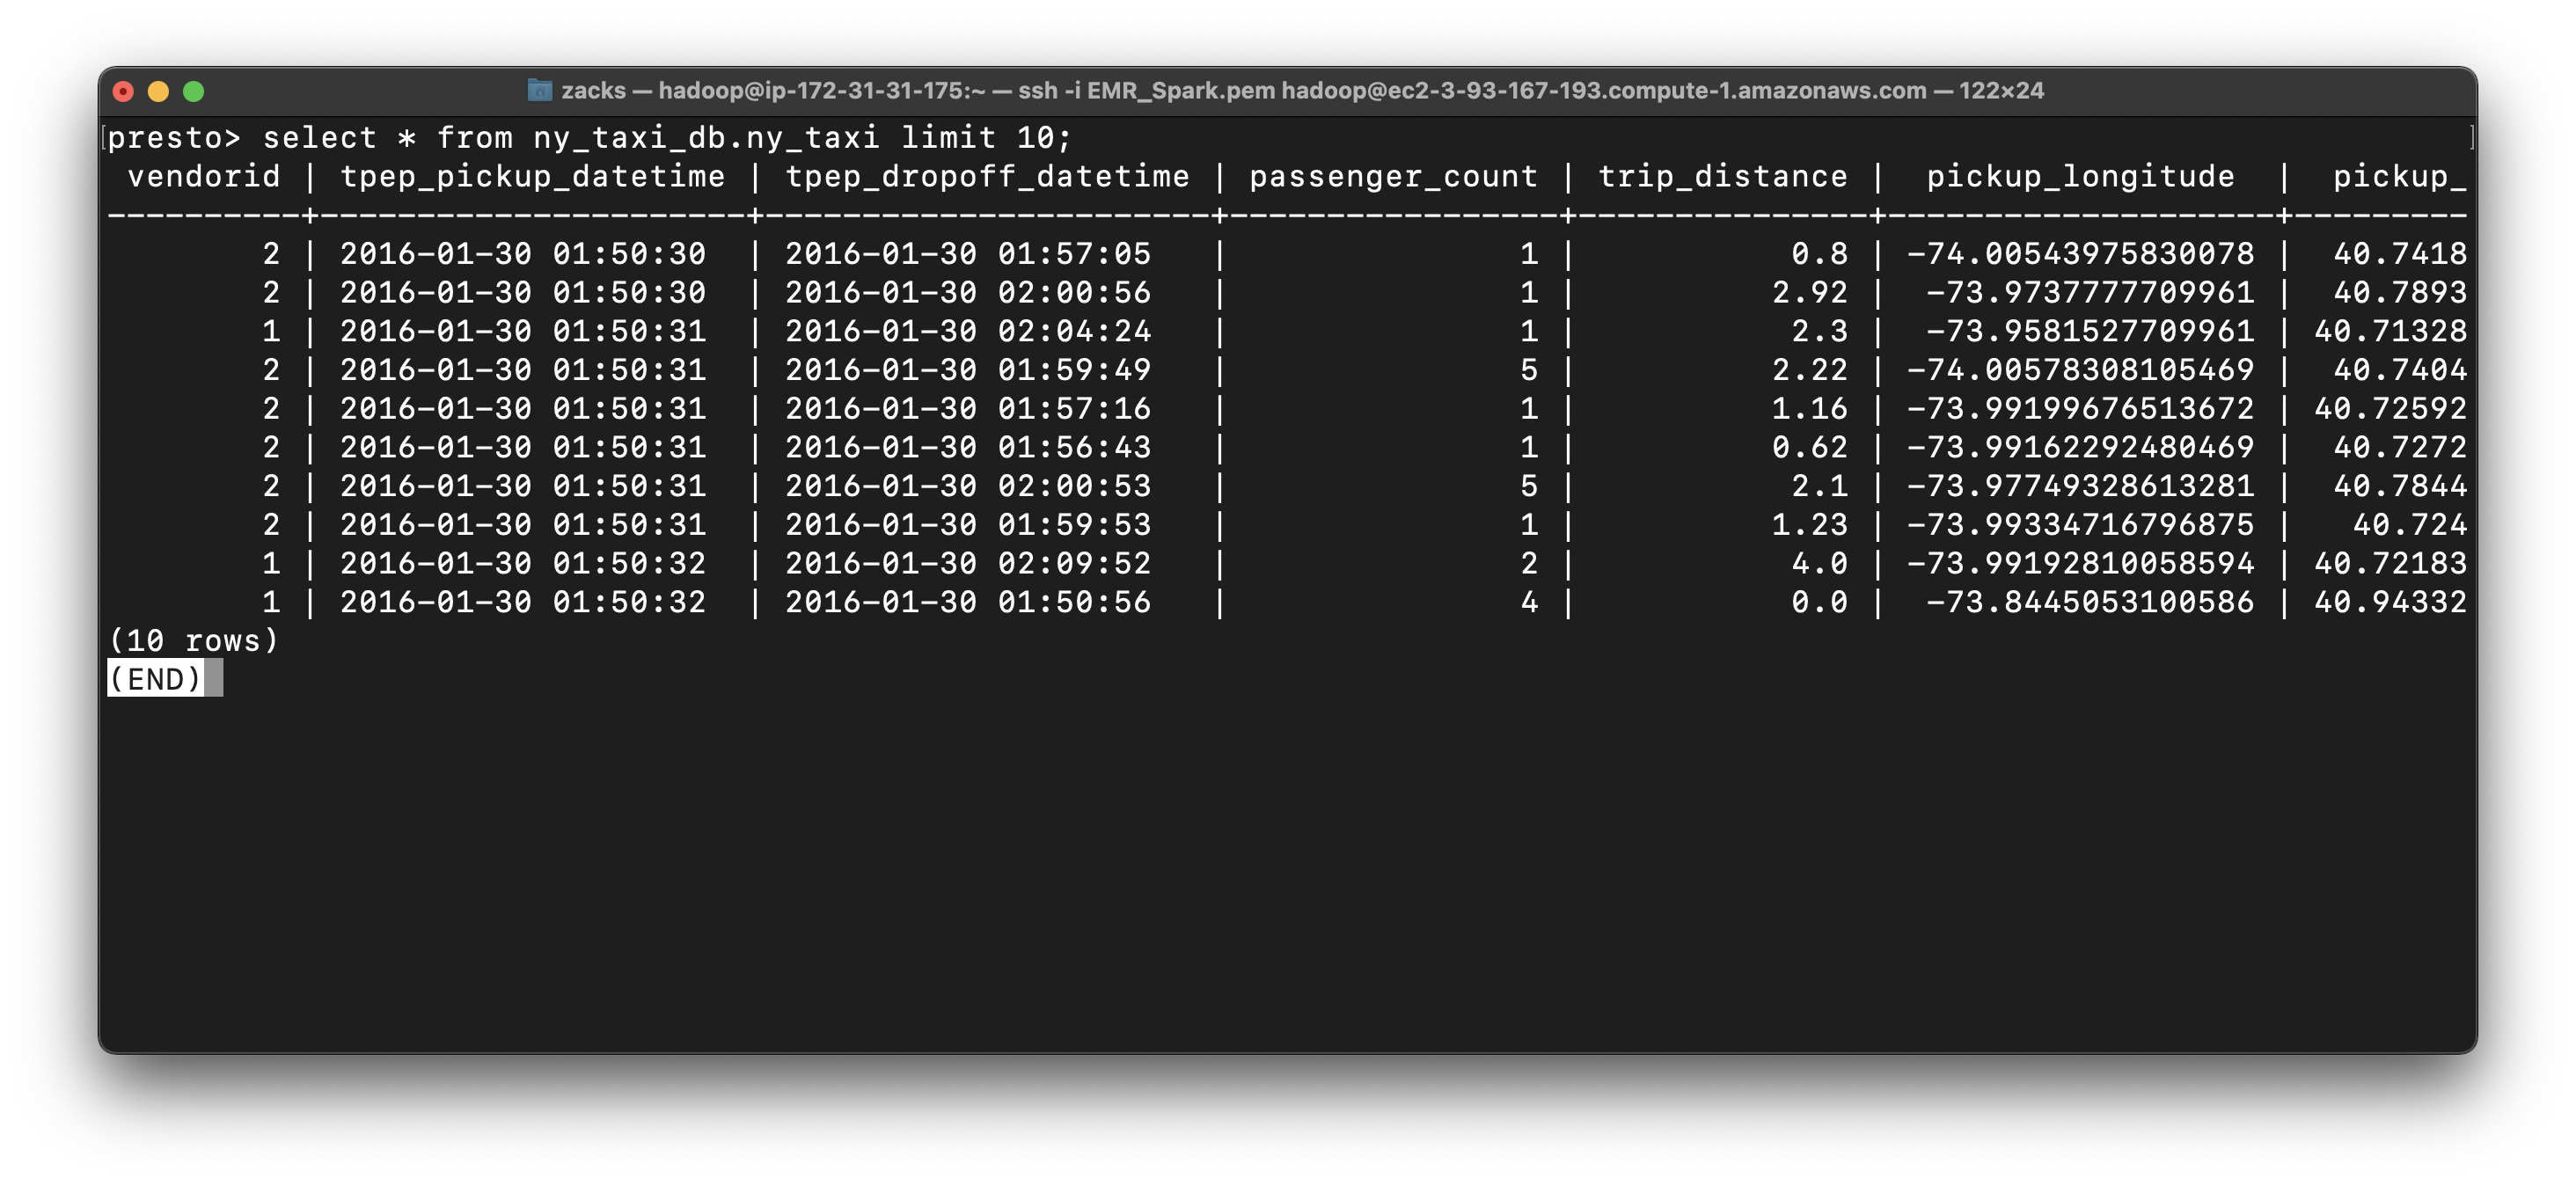 zacks — hadoop@ip-172-31-31-175:~ — ssh -i EMR_Spark.pem hadoop@ec2-3-93-167-193.compute-1.amazonaws.com — 122×24
[presto> select * from ny_taxi_db.ny_taxi limit 10; ]
 vendorid | tpep_pickup_datetime | tpep_dropoff_datetime | passenger_count | trip_distance |  pickup_longitude  |  pickup_
----------+----------------------+-----------------------+-----------------+---------------+--------------------+---------
        2 | 2016-01-30 01:50:30  | 2016-01-30 01:57:05   |               1 |           0.8 | -74.00543975830078 |  40.7418
        2 | 2016-01-30 01:50:30  | 2016-01-30 02:00:56   |               1 |          2.92 |  -73.9737777709961 |  40.7893
        1 | 2016-01-30 01:50:31  | 2016-01-30 02:04:24   |               1 |           2.3 |  -73.9581527709961 | 40.71328
        2 | 2016-01-30 01:50:31  | 2016-01-30 01:59:49   |               5 |          2.22 | -74.00578308105469 |  40.7404
        2 | 2016-01-30 01:50:31  | 2016-01-30 01:57:16   |               1 |          1.16 | -73.99199676513672 | 40.72592
        2 | 2016-01-30 01:50:31  | 2016-01-30 01:56:43   |               1 |          0.62 | -73.99162292480469 |  40.7272
        2 | 2016-01-30 01:50:31  | 2016-01-30 02:00:53   |               5 |           2.1 | -73.97749328613281 |  40.7844
        2 | 2016-01-30 01:50:31  | 2016-01-30 01:59:53   |               1 |          1.23 | -73.99334716796875 |   40.724
        1 | 2016-01-30 01:50:32  | 2016-01-30 02:09:52   |               2 |           4.0 | -73.99192810058594 | 40.72183
        1 | 2016-01-30 01:50:32  | 2016-01-30 01:50:56   |               4 |           0.0 |  -73.8445053100586 | 40.94332
(10 rows)
(END)